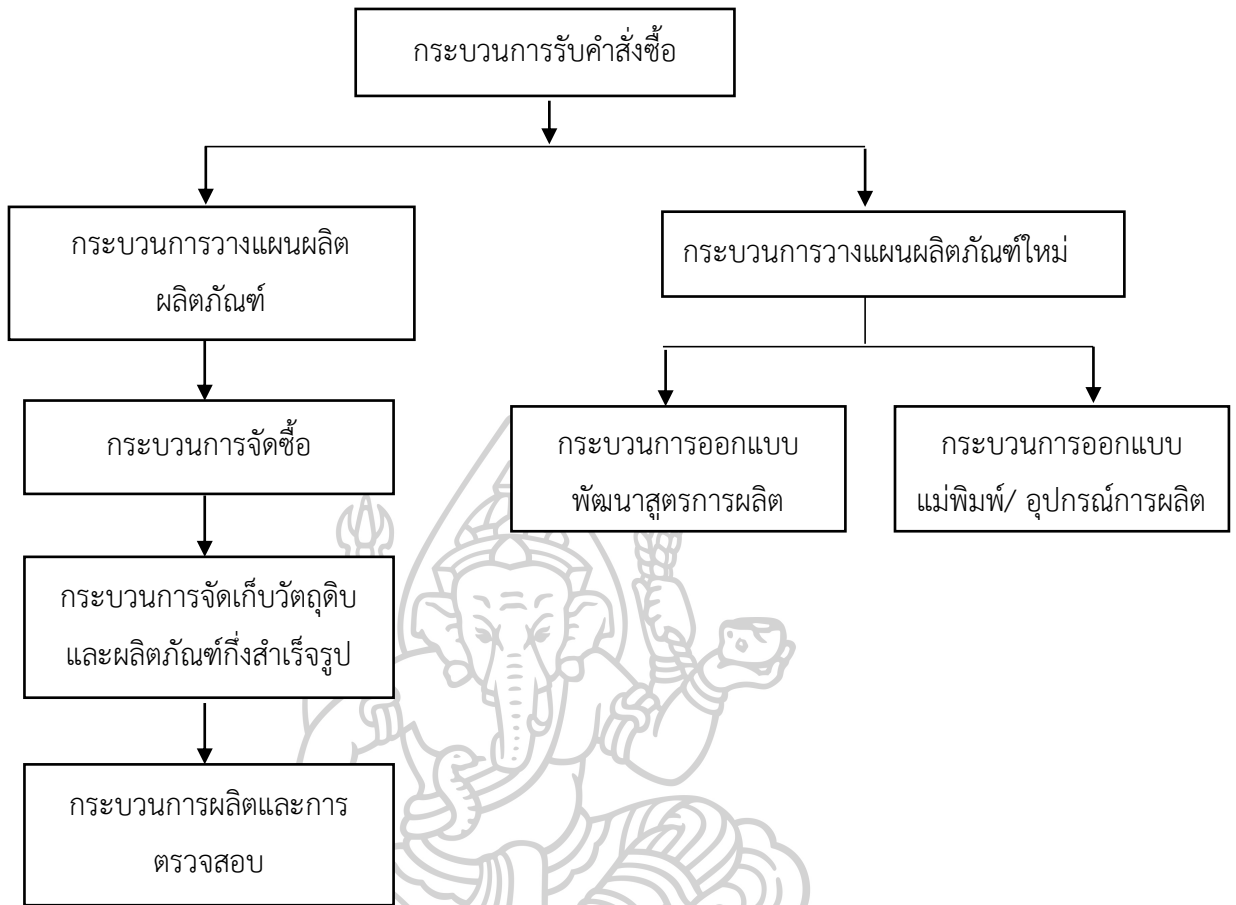 กระบวนการรับคำสั่งซื้อ
กระบวนการวางแผนผลิต
ผลิตภัณฑ์
กระบวนการวางแผนผลิตภัณฑ์ใหม่
กระบวนการจัดซื้อ
กระบวนการออกแบบ
พัฒนาสูตรการผลิต
กระบวนการออกแบบ
แม่พิมพ์/ อุปกรณ์การผลิต
กระบวนการจัดเก็บวัตถุดิบ
และผลิตภัณฑ์กึ่งสำเร็จรูป
กระบวนการผลิตและการ
ตรวจสอบ